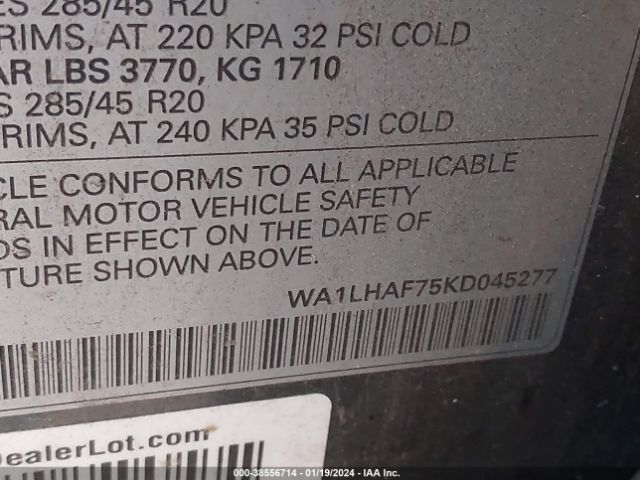 285/45 R20
RIMS, AT 220 KPA 32 PSI COLD
LBS 3770, KG 1710
285/45 R20
RIMS, AT 240 KPA 35 PSI COLD
CLE CONFORMS TO ALL APPLICABLE
RAL MOTOR VEHICLE SAFETY
DS IN EFFECT ON THE DATE OF
TURE SHOWN ABOVE.
WA1LHAF75KD045277
DealerLot.com
000-38556714 - 01/19/2024 - IAA Inc.